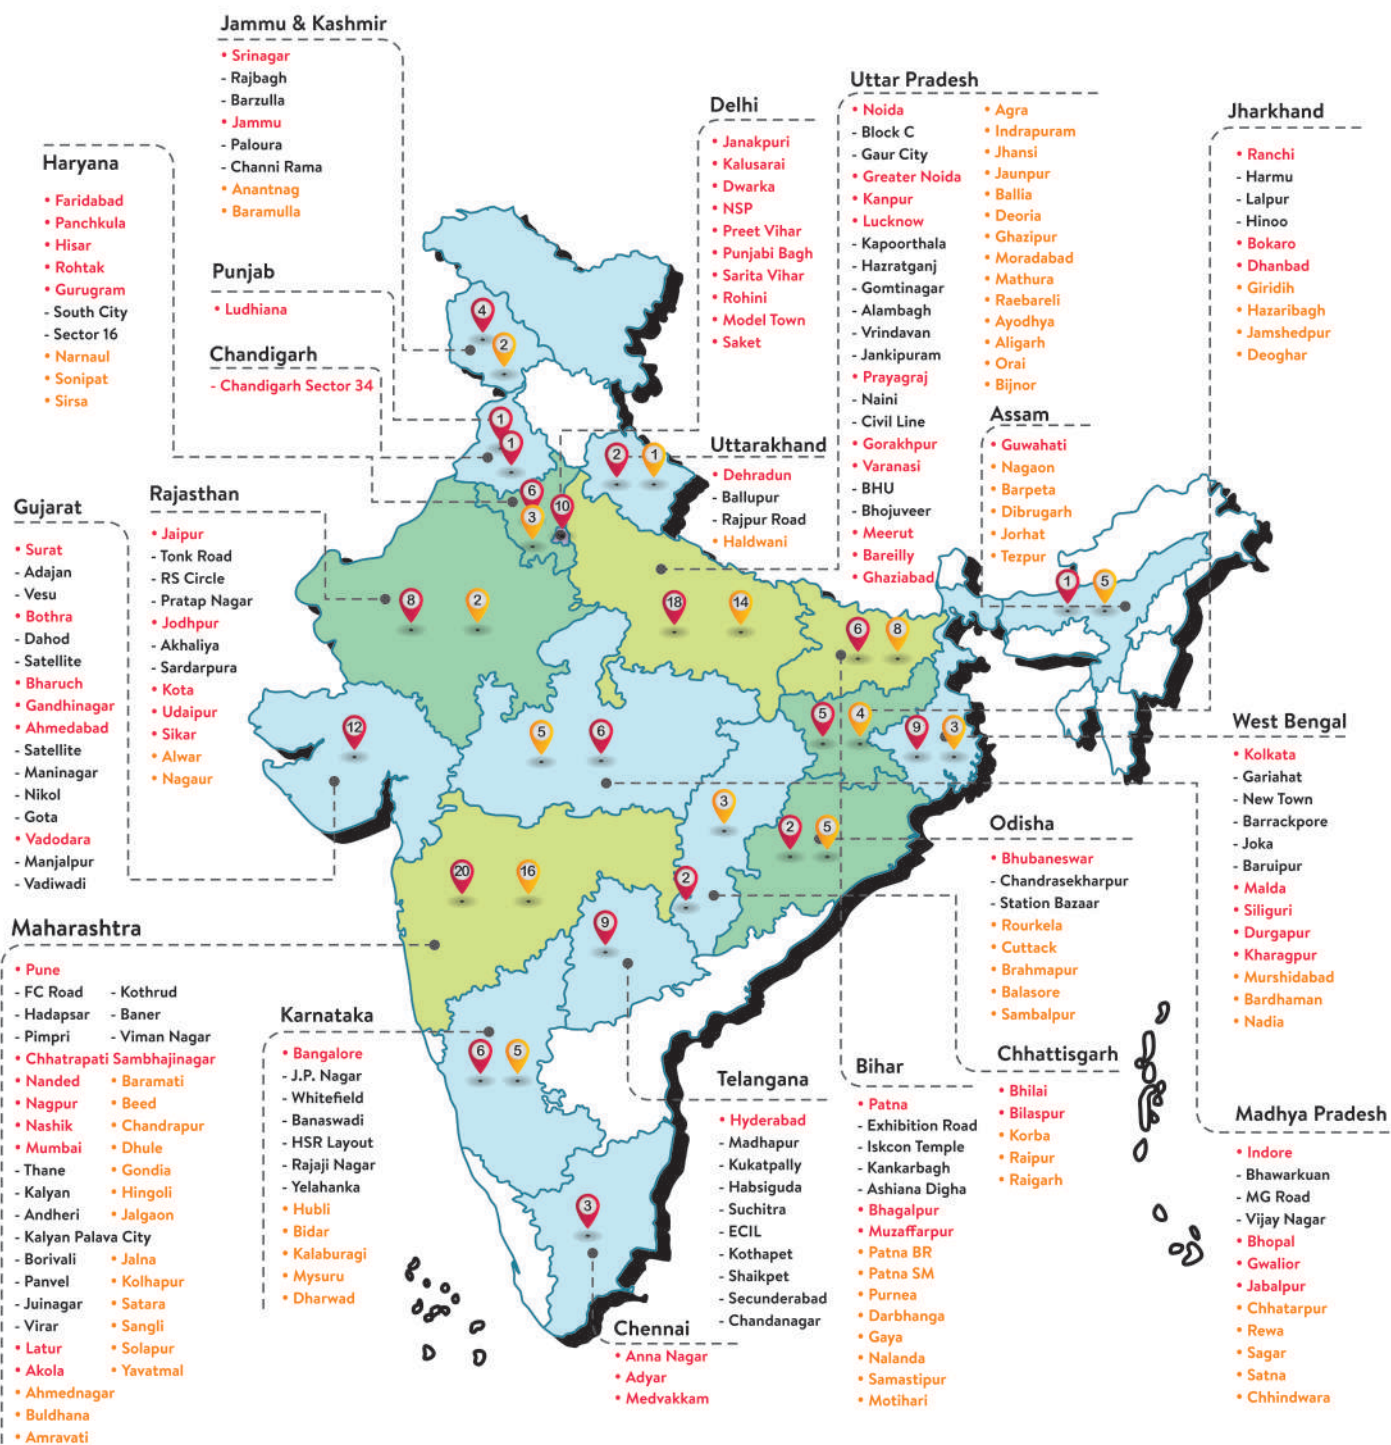 Jammu & Kashmir
• Srinagar
- Rajbagh
- Barzulla
• Jammu
- Paloura
- Channi Rama
• Anantnag
• Baramulla
Haryana
• Faridabad
• Panchkula
• Hisar
• Rohtak
• Gurugram
- South City
- Sector 16
• Narnaul
• Sonipat
• Sirsa
Punjab
• Ludhiana
Chandigarh
- Chandigarh Sector 34
Delhi
• Janakpuri
• Kalusarai
• Dwarka
• NSP
• Preet Vihar
• Punjabi Bagh
• Sarita Vihar
• Rohini
• Model Town
• Saket
Uttar Pradesh
• Noida
- Block C
- Gaur City
• Greater Noida
• Kanpur
• Lucknow
- Kapoorthala
- Hazratganj
- Gomtinagar
- Alambagh
- Vrindavan
- Jankipuram
• Prayagraj
- Naini
- Civil Line
• Gorakhpur
• Varanasi
- BHU
- Bhojuveer
• Meerut
• Bareilly
• Ghaziabad
• Agra
• Indrapuram
• Jhansi
• Jaunpur
• Ballia
• Deoria
• Ghazipur
• Moradabad
• Mathura
• Raebareli
• Ayodhya
• Aligarh
• Orai
• Bijnor
Jharkhand
• Ranchi
- Harmu
- Lalpur
- Hinoo
• Bokaro
• Dhanbad
• Giridih
• Hazaribagh
• Jamshedpur
• Deoghar
Assam
• Guwahati
• Nagaon
• Barpeta
• Dibrugarh
• Jorhat
• Tezpur
Uttarakhand
• Dehradun
- Ballupur
- Rajpur Road
• Haldwani
Gujarat
• Surat
- Adajan
- Vesu
• Bothra
- Dahod
- Satellite
• Bharuch
• Gandhinagar
• Ahmedabad
- Satellite
- Maninagar
- Nikol
- Gota
• Vadodara
- Manjalpur
- Vadiwadi
Rajasthan
• Jaipur
- Tonk Road
- RS Circle
- Pratap Nagar
• Jodhpur
- Akhaliya
- Sardarpura
• Kota
• Udaipur
• Sikar
• Alwar
• Nagaur
4
2
1
1
2
1
6
3
10
8
2
18
14
1
5
6
8
12
5
6
5
4
9
3
3
2
5
20
16
2
9
6
5
3
West Bengal
• Kolkata
- Gariahat
- New Town
- Barrackpore
- Joka
- Baruipur
• Malda
• Siliguri
• Durgapur
• Kharagpur
• Murshidabad
• Bardhaman
• Nadia
Odisha
• Bhubaneswar
- Chandrasekharpur
- Station Bazaar
• Rourkela
• Cuttack
• Brahmapur
• Balasore
• Sambalpur
Maharashtra
• Pune
- FC Road - Kothrud
- Hadapsar - Baner
- Pimpri - Viman Nagar
• Chhatrapati Sambhajinagar
• Nanded • Baramati
• Nagpur • Beed
• Nashik • Chandrapur
• Mumbai • Dhule
- Thane • Gondia
- Kalyan • Hingoli
- Andheri • Jalgaon
- Kalyan Palava City
- Borivali • Jalna
- Panvel • Kolhapur
- Juinagar • Satara
- Virar • Sangli
• Latur • Solapur
• Akola • Yavatmal
• Ahmednagar
• Buldhana
• Amravati
Karnataka
• Bangalore
- J.P. Nagar
- Whitefield
- Banaswadi
- HSR Layout
- Rajaji Nagar
- Yelahanka
• Hubli
• Bidar
• Kalaburagi
• Mysuru
• Dharwad
Telangana
• Hyderabad
- Madhapur
- Kukatpally
- Habsiguda
- Suchitra
- ECIL
- Kothapet
- Shaikpet
- Secunderabad
- Chandanagar
Bihar
• Patna
- Exhibition Road
- Iskcon Temple
- Kankarbagh
- Ashiana Digha
• Bhagalpur
• Muzaffarpur
• Patna BR
• Patna SM
• Purnea
• Darbhanga
• Gaya
• Nalanda
• Samastipur
• Motihari
Chhattisgarh
• Bhilai
• Bilaspur
• Korba
• Raipur
• Raigarh
Madhya Pradesh
• Indore
- Bhawarkuan
- MG Road
- Vijay Nagar
• Bhopal
• Gwalior
• Jabalpur
• Chhatarpur
• Rewa
• Sagar
• Satna
• Chhindwara
Chennai
• Anna Nagar
• Adyar
• Medvakkam